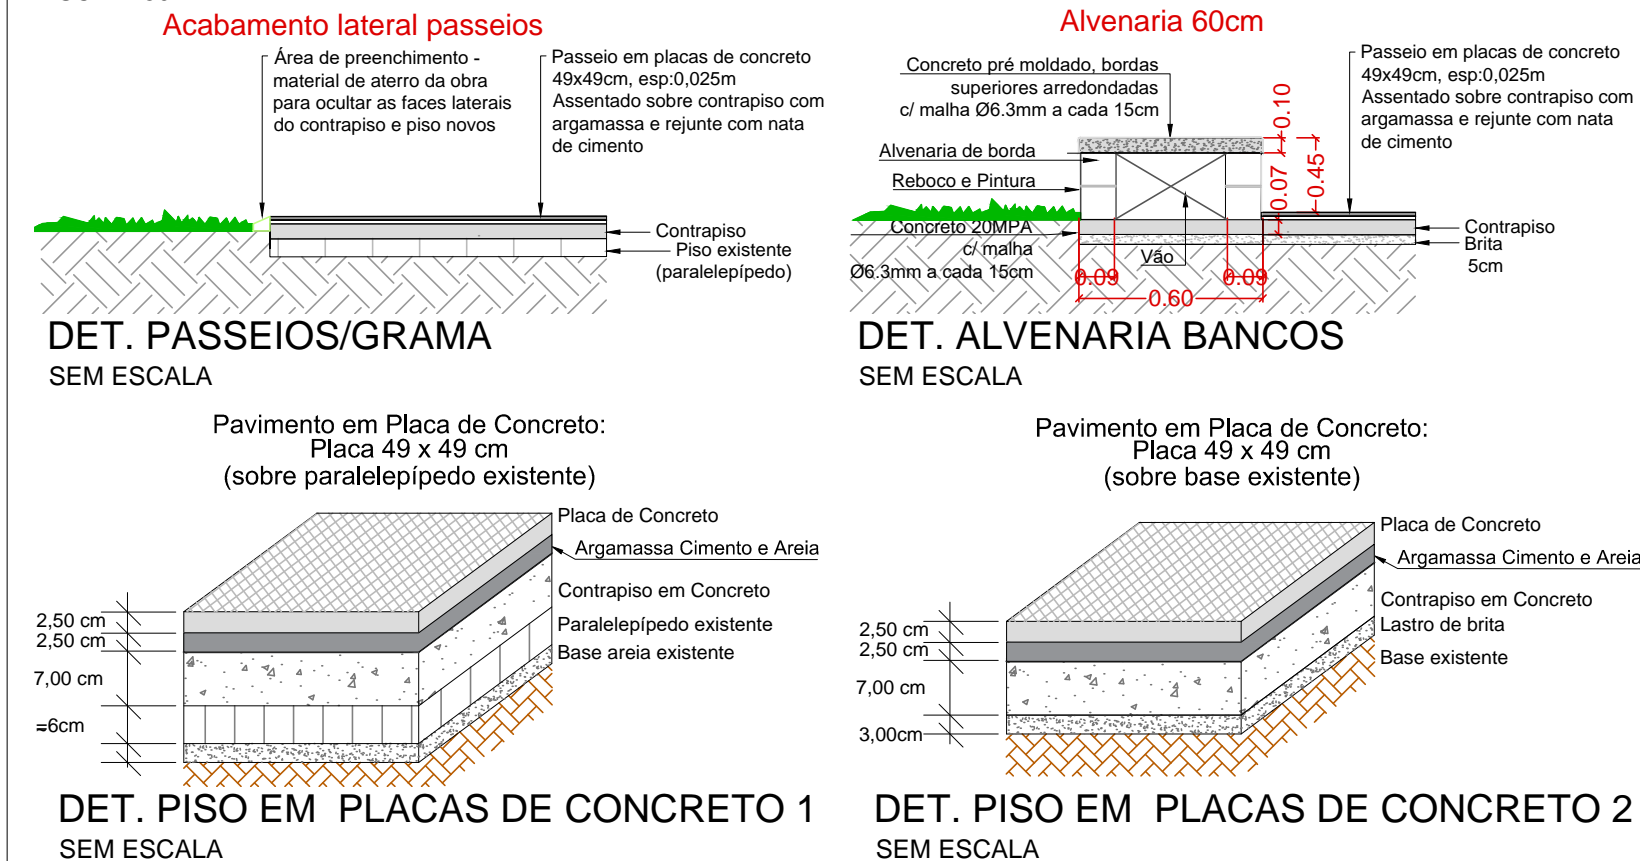 Acabamento lateral passeios
Área de preenchimento -
material de aterro da obra
para ocultar as faces laterais
do contrapiso e piso novos
Passeio em placas de concreto
49x49cm, esp:0,025m
Assentado sobre contrapiso com
argamassa e rejunte com nata
de cimento
Contrapiso
Piso existente
(paralelepípedo)
DET. PASSEIOS/GRAMA
SEM ESCALA
Alvenaria 60cm
Concreto pré moldado, bordas
superiores arredondadas
c/ malha Ø6.3mm a cada 15cm
Alvenaria de borda
Reboco e Pintura
Concreto 20MPA
c/ malha
Ø6.3mm a cada 15cm
Vão
0.09
0.09
0.60
0.10
0.07
0.45
Passeio em placas de concreto
49x49cm, esp:0,025m
Assentado sobre contrapiso com
argamassa e rejunte com nata
de cimento
Contrapiso
Brita
5cm
DET. ALVENARIA BANCOS
SEM ESCALA
Pavimento em Placa de Concreto:
Placa 49 x 49 cm
(sobre paralelepípedo existente)
Placa de Concreto
Argamassa Cimento e Areia
Contrapiso em Concreto
Paralelepípedo existente
Base areia existente
2,50 cm
2,50 cm
7,00 cm
=6cm
DET. PISO EM PLACAS DE CONCRETO 1
SEM ESCALA
Pavimento em Placa de Concreto:
Placa 49 x 49 cm
(sobre base existente)
Placa de Concreto
Argamassa Cimento e Areia
Contrapiso em Concreto
Lastro de brita
Base existente
2,50 cm
2,50 cm
7,00 cm
3,00cm
DET. PISO EM PLACAS DE CONCRETO 2
SEM ESCALA